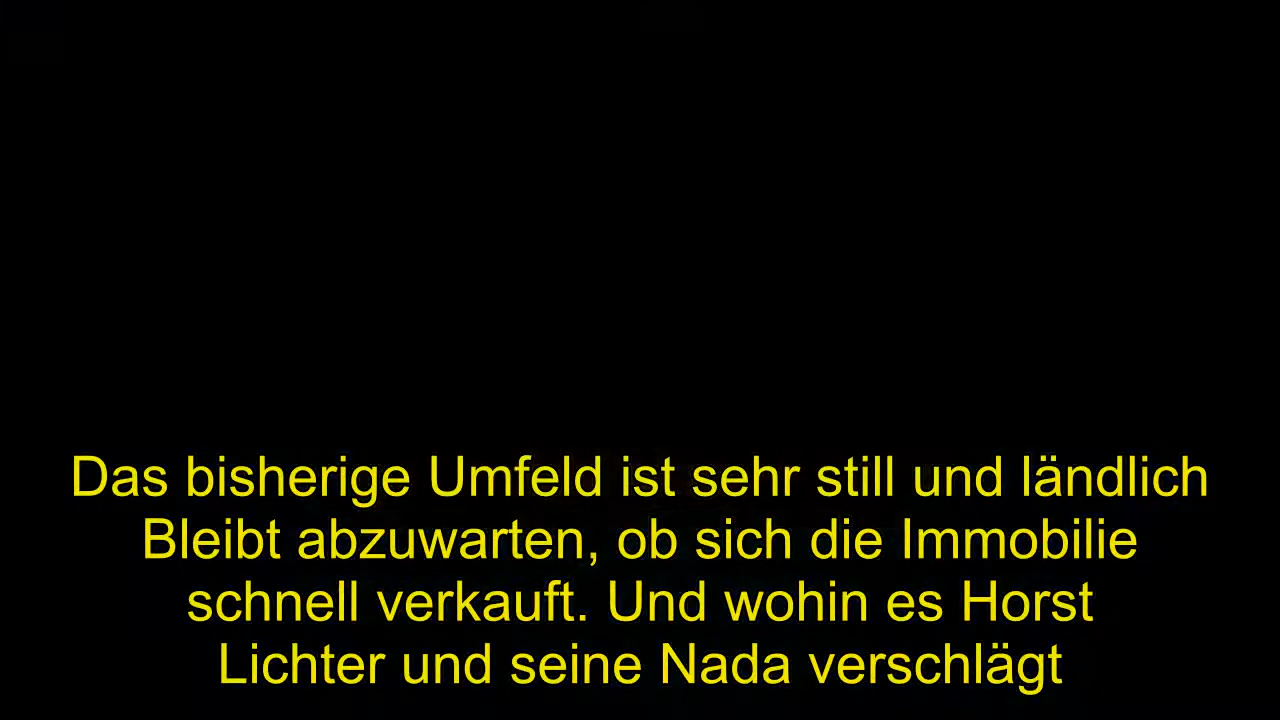 Das bisherige Umfeld ist sehr still und ländlich
Bleibt abzuwarten, ob sich die Immobilie
schnell verkauft. Und wohin es Horst
Lichter und seine Nada verschlägt